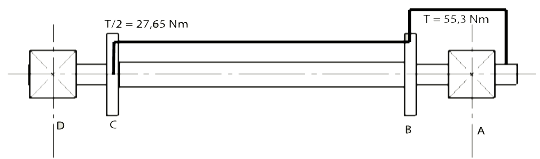 T/2 = 27,65 Nm
T = 55,3 Nm
D
C
B
A